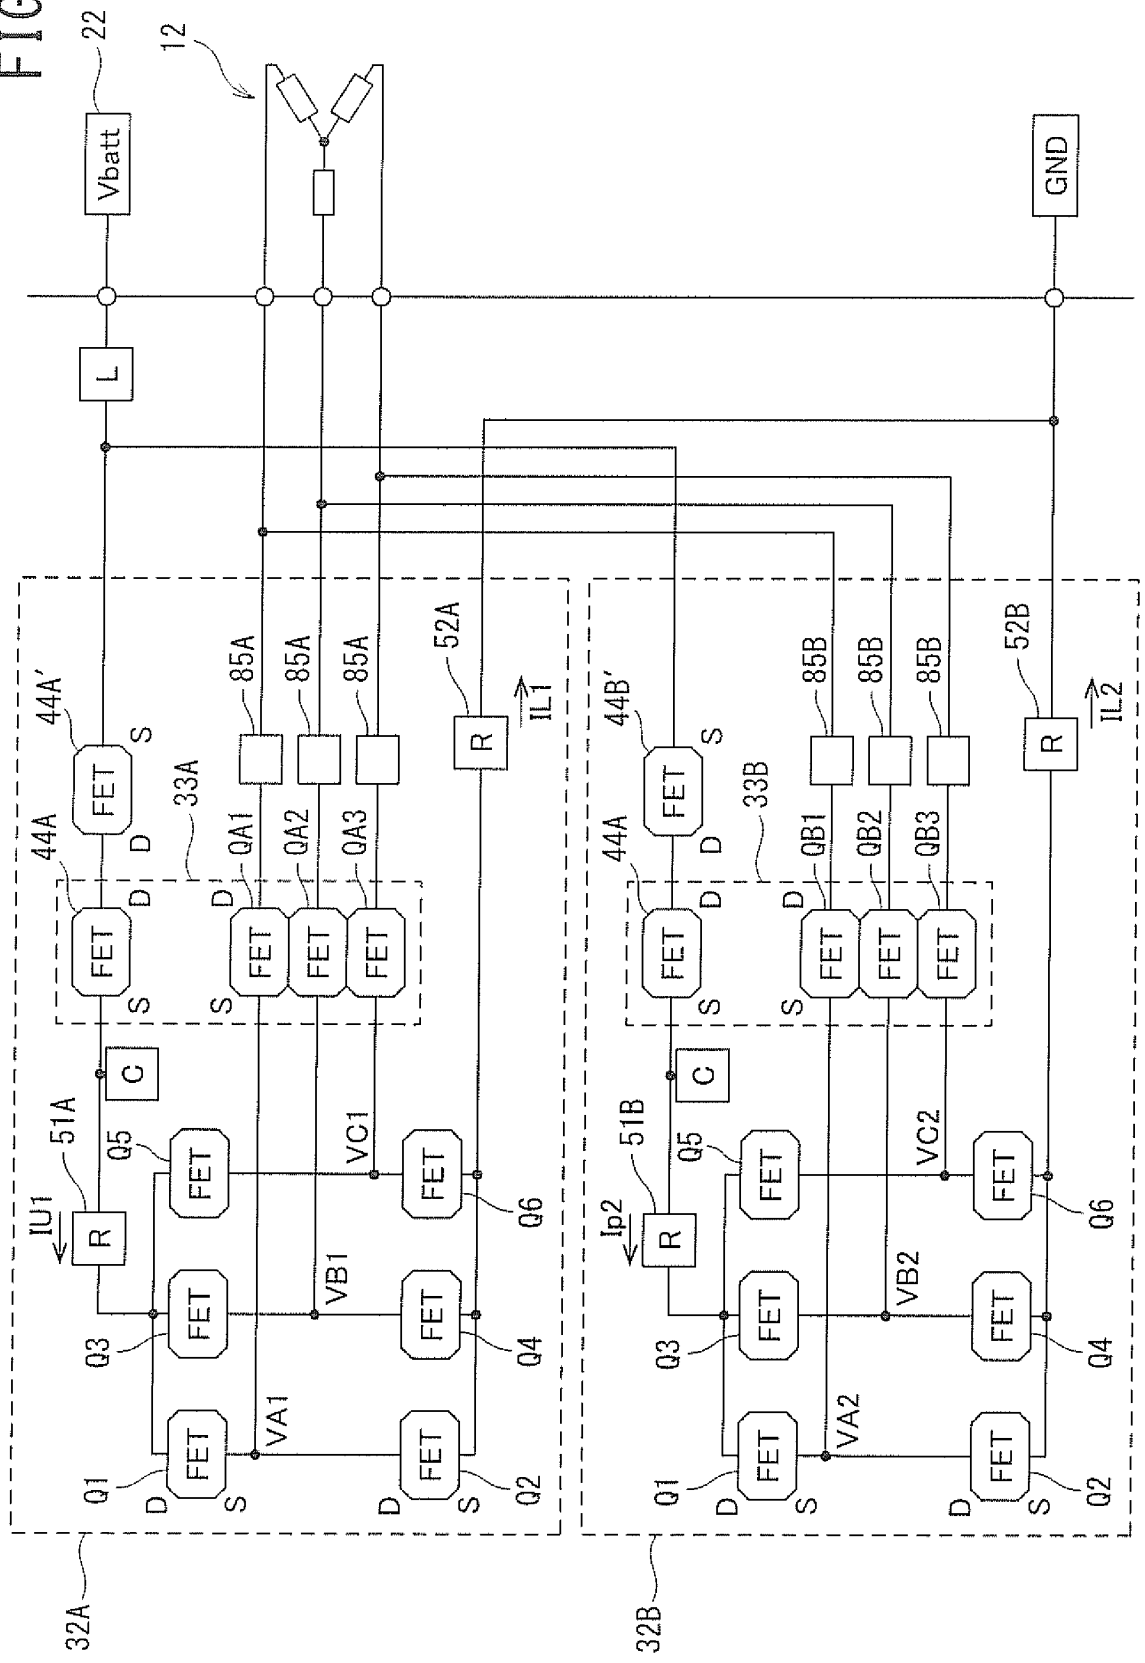 FIG
22
Vbatt
12
GND
L
44A'
S
FET
D
85A
85A
85A
52A
R
IL1
44A
FET
D
S
33A
QA1
QA2
QA3
D
FET
FET
FET
S
C
51A
IU1
R
Q5
FET
VC1
FET
Q6
Q3
FET
VB1
FET
Q4
Q1
D
FET
S
VA1
D
FET
S
Q2
32A
44B'
S
FET
D
85B
85B
85B
52B
R
IL2
44A
FET
D
S
33B
QB1
QB2
QB3
D
FET
FET
FET
S
C
51B
Ip2
R
Q5
FET
VC2
FET
Q6
Q3
FET
VB2
FET
Q4
Q1
D
FET
S
VA2
D
FET
S
Q2
32B